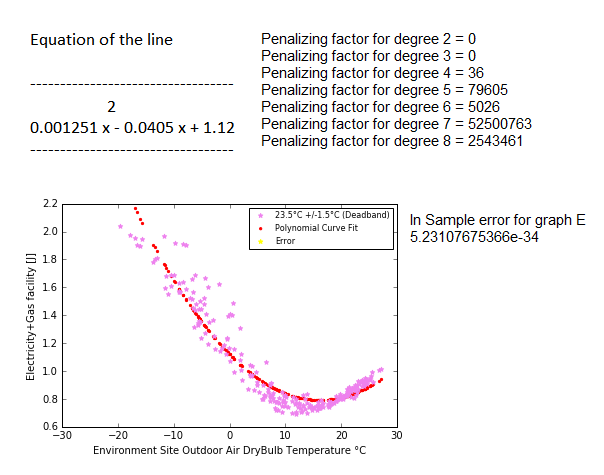 Equation of the line
----------------------------------
2
0.001251 x - 0.0405 x + 1.12
----------------------------------
Penalizing factor for degree 2 = 0
Penalizing factor for degree 3 = 0
Penalizing factor for degree 4 = 36
Penalizing factor for degree 5 = 79605
Penalizing factor for degree 6 = 5026
Penalizing factor for degree 7 = 52500763
Penalizing factor for degree 8 = 2543461
2.2
2.0
1.8
1.6
1.4
1.2
1.0
0.8
0.6
Electricity+Gas facility [J]
23.5°C +/-1.5°C (Deadband)
Polynomial Curve Fit
Error
−30
−20
−10
0
10
20
30
Environment Site Outdoor Air DryBulb Temperature °C
In Sample error for graph E
5.23107675366e-34